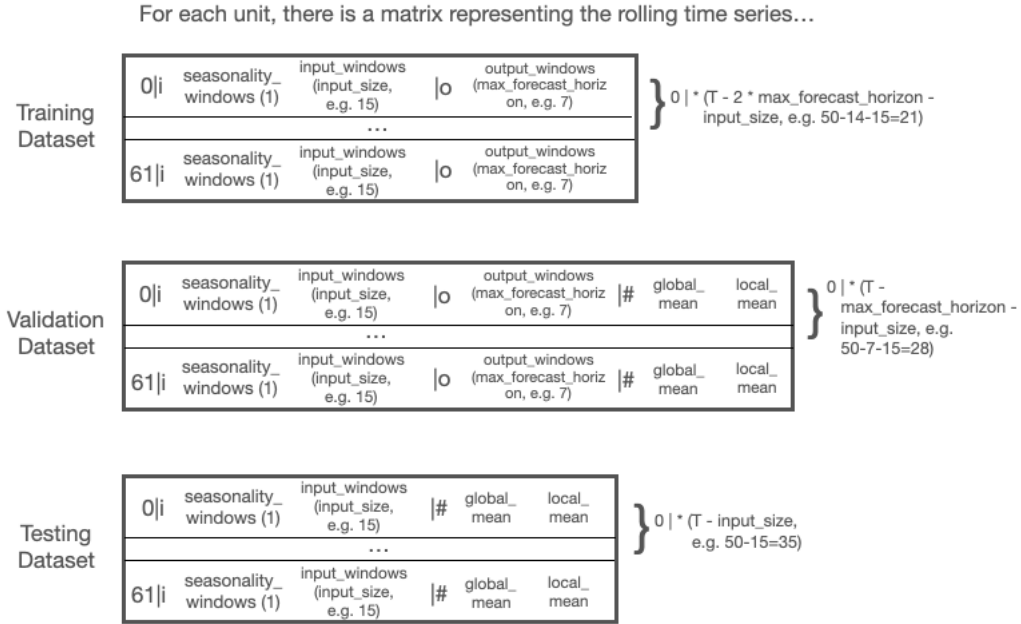 For each unit, there is a matrix representing the rolling time series...
Training
Dataset
0|i
seasonality_
windows (1)
input_windows
(input_size,
e.g. 15)
|o
output_windows
(max_forecast_horiz
on, e.g. 7)
...
61|i
seasonality_
windows (1)
input_windows
(input_size,
e.g. 15)
|o
output_windows
(max_forecast_horiz
on, e.g. 7)
} 0 | * (T - 2 * max_forecast_horizon -
input_size, e.g. 50-14-15=21)
Validation
Dataset
0|i
seasonality_
windows (1)
input_windows
(input_size,
e.g. 15)
|o
output_windows
(max_forecast_horiz
on, e.g. 7)
|#
global_
mean
local_
mean
...
61|i
seasonality_
windows (1)
input_windows
(input_size,
e.g. 15)
|o
output_windows
(max_forecast_horiz
on, e.g. 7)
|#
global_
mean
local_
mean
} 0 | * (T -
max_forecast_horizon -
input_size, e.g.
50-7-15=28)
Testing
Dataset
0|i
seasonality_
windows (1)
input_windows
(input_size,
e.g. 15)
|#
global_
mean
local_
mean
...
61|i
seasonality_
windows (1)
input_windows
(input_size,
e.g. 15)
|#
global_
mean
local_
mean
} 0 | * (T - input_size,
e.g. 50-15=35)